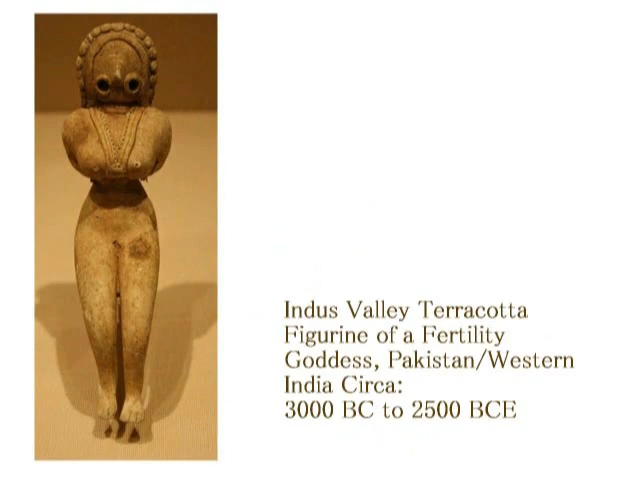 Indus Valley Terracotta
Figurine of a Fertility
Goddess, Pakistan/Western
India Circa:
3000 BC to 2500 BCE